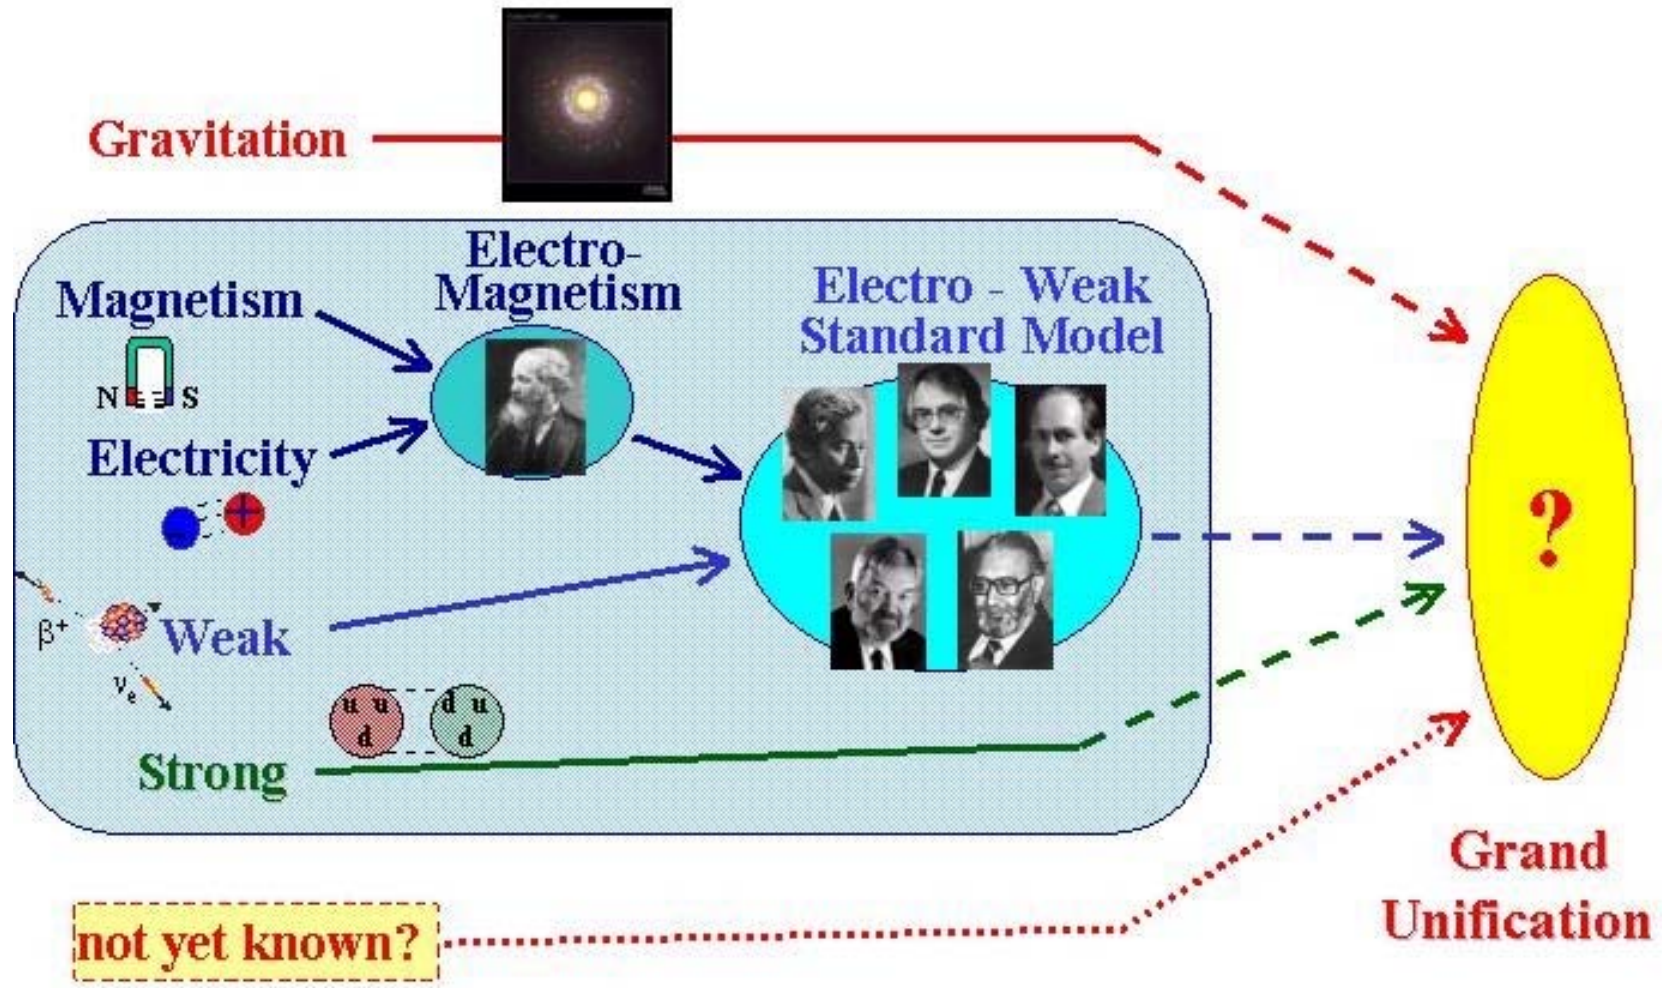 Gravitation
Electro-
Magnetism
Magnetism
N S
Electro - Weak
Standard Model
Electricity
+
β+
Weak
νe
u u
d
d u
d
Strong
?
Grand
Unification
not yet known?